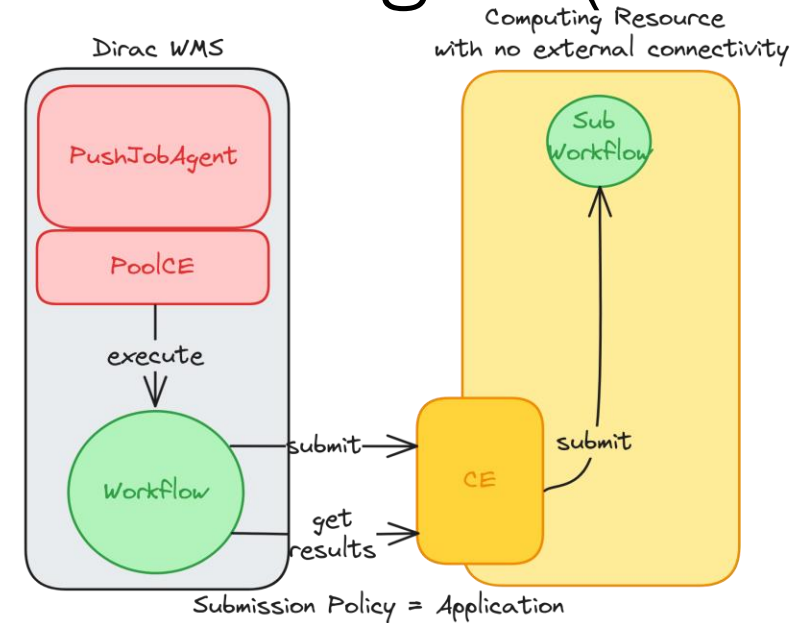 Computing Resource
with no external connectivity
Dirac WMS
PushJobAgent
PoolCE
execute
Workflow
submit
get
results
CE
submit
Sub
Workflow
Submission Policy = Application